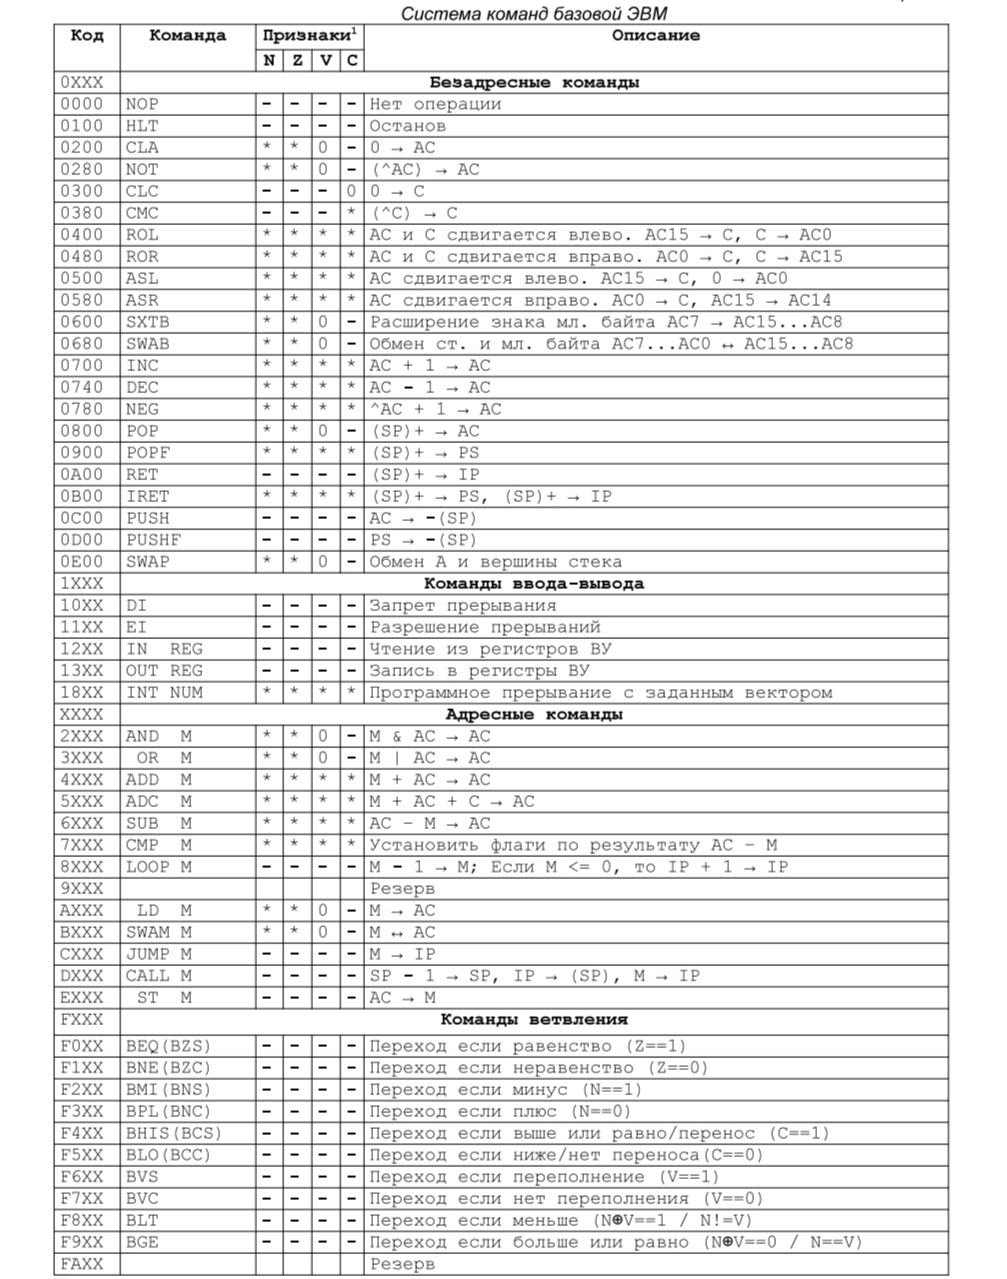 Система команд базовой ЭВМ
Код Команда Признаки¹ Описание
N Z V C
0XXX Безадресные команды
0000 NOP - - - - Нет операции
0100 HLT - - - - Останов
0200 CLA * * 0 - 0 → AC
0280 NOT * * 0 - (^AC) → AC
0300 CLC - - - 0 0 → C
0380 CMC - - - * (^C) → C
0400 ROL * * * * AC и C сдвигается влево. AC15 → C, C → AC0
0480 ROR * * * * AC и C сдвигается вправо. AC0 → C, C → AC15
0500 ASL * * * * AC сдвигается влево. AC15 → C, 0 → AC0
0580 ASR * * * * AC сдвигается вправо. AC0 → C, AC15 → AC14
0600 SXTB * * 0 - Расширение знака мл. байта AC7 → AC15...AC8
0680 SWAB * * 0 - Обмен ст. и мл. байта AC7...AC0 ↔ AC15...AC8
0700 INC * * * * AC + 1 → AC
0740 DEC * * * * AC - 1 → AC
0780 NEG * * * * ^AC + 1 → AC
0800 POP * * 0 - (SP)+ → AC
0900 POPF * * * * (SP)+ → PS
0A00 RET - - - - (SP)+ → IP
0B00 IRET * * * * (SP)+ → PS, (SP)+ → IP
0C00 PUSH - - - - AC → -(SP)
0D00 PUSHF - - - - PS → -(SP)
0E00 SWAP * * 0 - Обмен A и вершины стека
1XXX Команды ввода-вывода
10XX DI - - - - Запрет прерывания
11XX EI - - - - Разрешение прерываний
12XX IN REG - - - - Чтение из регистров ВУ
13XX OUT REG - - - - Запись в регистры ВУ
18XX INT NUM * * * * Программное прерывание с заданным вектором
XXXX Адресные команды
2XXX AND M * * 0 - M & AC → AC
3XXX OR M * * 0 - M | AC → AC
4XXX ADD M * * * * M + AC → AC
5XXX ADC M * * * * M + AC + C → AC
6XXX SUB M * * * * AC – M → AC
7XXX CMP M * * * * Установить флаги по результату AC – M
8XXX LOOP M - - - - M - 1 → M; Если M <= 0, то IP + 1 → IP
9XXX Резерв
AXXX LD M * * 0 - M → AC
BXXX SWAM M * * 0 - M ↔ AC
CXXX JUMP M - - - - M → IP
DXXX CALL M - - - - SP - 1 → SP, IP → (SP), M → IP
EXXX ST M - - - - AC → M
FXXX Команды ветвления
F0XX BEQ(BZS) - - - - Переход если равенство (Z==1)
F1XX BNE(BZC) - - - - Переход если неравенство (Z==0)
F2XX BMI(BNS) - - - - Переход если минус (N==1)
F3XX BPL(BNC) - - - - Переход если плюс (N==0)
F4XX BHIS(BCS) - - - - Переход если выше или равно/перенос (C==1)
F5XX BLO(BCC) - - - - Переход если ниже/нет переноса(C==0)
F6XX BVS - - - - Переход если переполнение (V==1)
F7XX BVC - - - - Переход если нет переполнения (V==0)
F8XX BLT - - - - Переход если меньше (N⊕V==1 / N!=V)
F9XX BGE - - - - Переход если больше или равно (N⊕V==0 / N==V)
FAXX Резерв